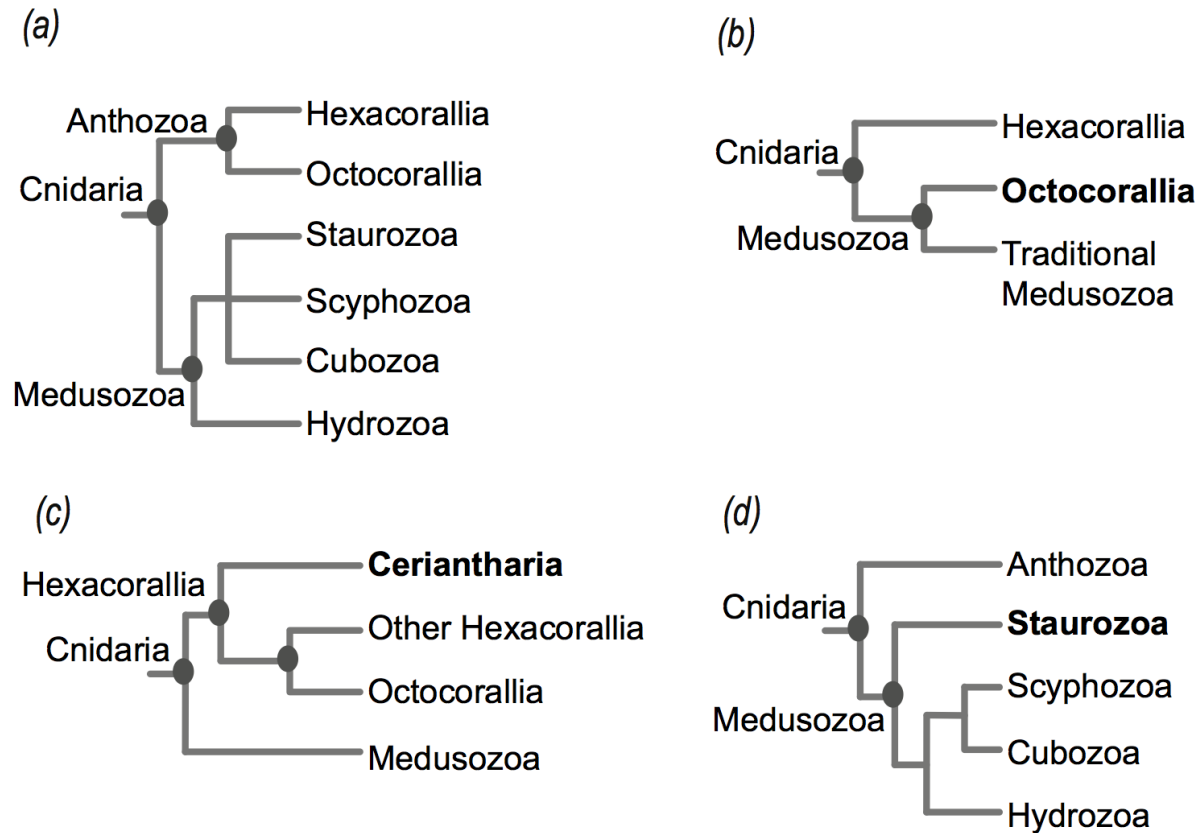 (a)
Anthozoa
Hexacorallia
Octocorallia
Cnidaria
Staurozoa
Scyphozoa
Cubozoa
Medusozoa
Hydrozoa
(b)
Hexacorallia
Cnidaria
Octocorallia
Medusozoa
Traditional
Medusozoa
(c)
Ceriantharia
Hexacorallia
Other Hexacorallia
Cnidaria
Octocorallia
Medusozoa
(d)
Anthozoa
Cnidaria
Staurozoa
Scyphozoa
Medusozoa
Cubozoa
Hydrozoa